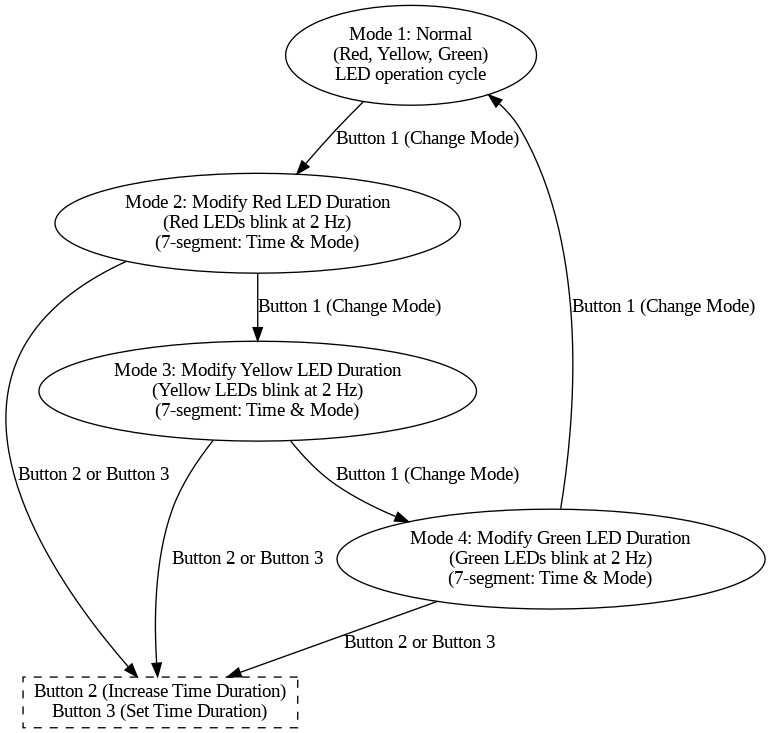 Mode 1: Normal
(Red, Yellow, Green)
LED operation cycle
Button 1 (Change Mode)
Mode 2: Modify Red LED Duration
(Red LEDs blink at 2 Hz)
(7-segment: Time & Mode)
Button 1 (Change Mode)
Button 1 (Change Mode)
Mode 3: Modify Yellow LED Duration
(Yellow LEDs blink at 2 Hz)
(7-segment: Time & Mode)
Button 2 or Button 3
Button 1 (Change Mode)
Mode 4: Modify Green LED Duration
(Green LEDs blink at 2 Hz)
(7-segment: Time & Mode)
Button 2 or Button 3
Button 2 or Button 3
Button 2 (Increase Time Duration)
Button 3 (Set Time Duration)